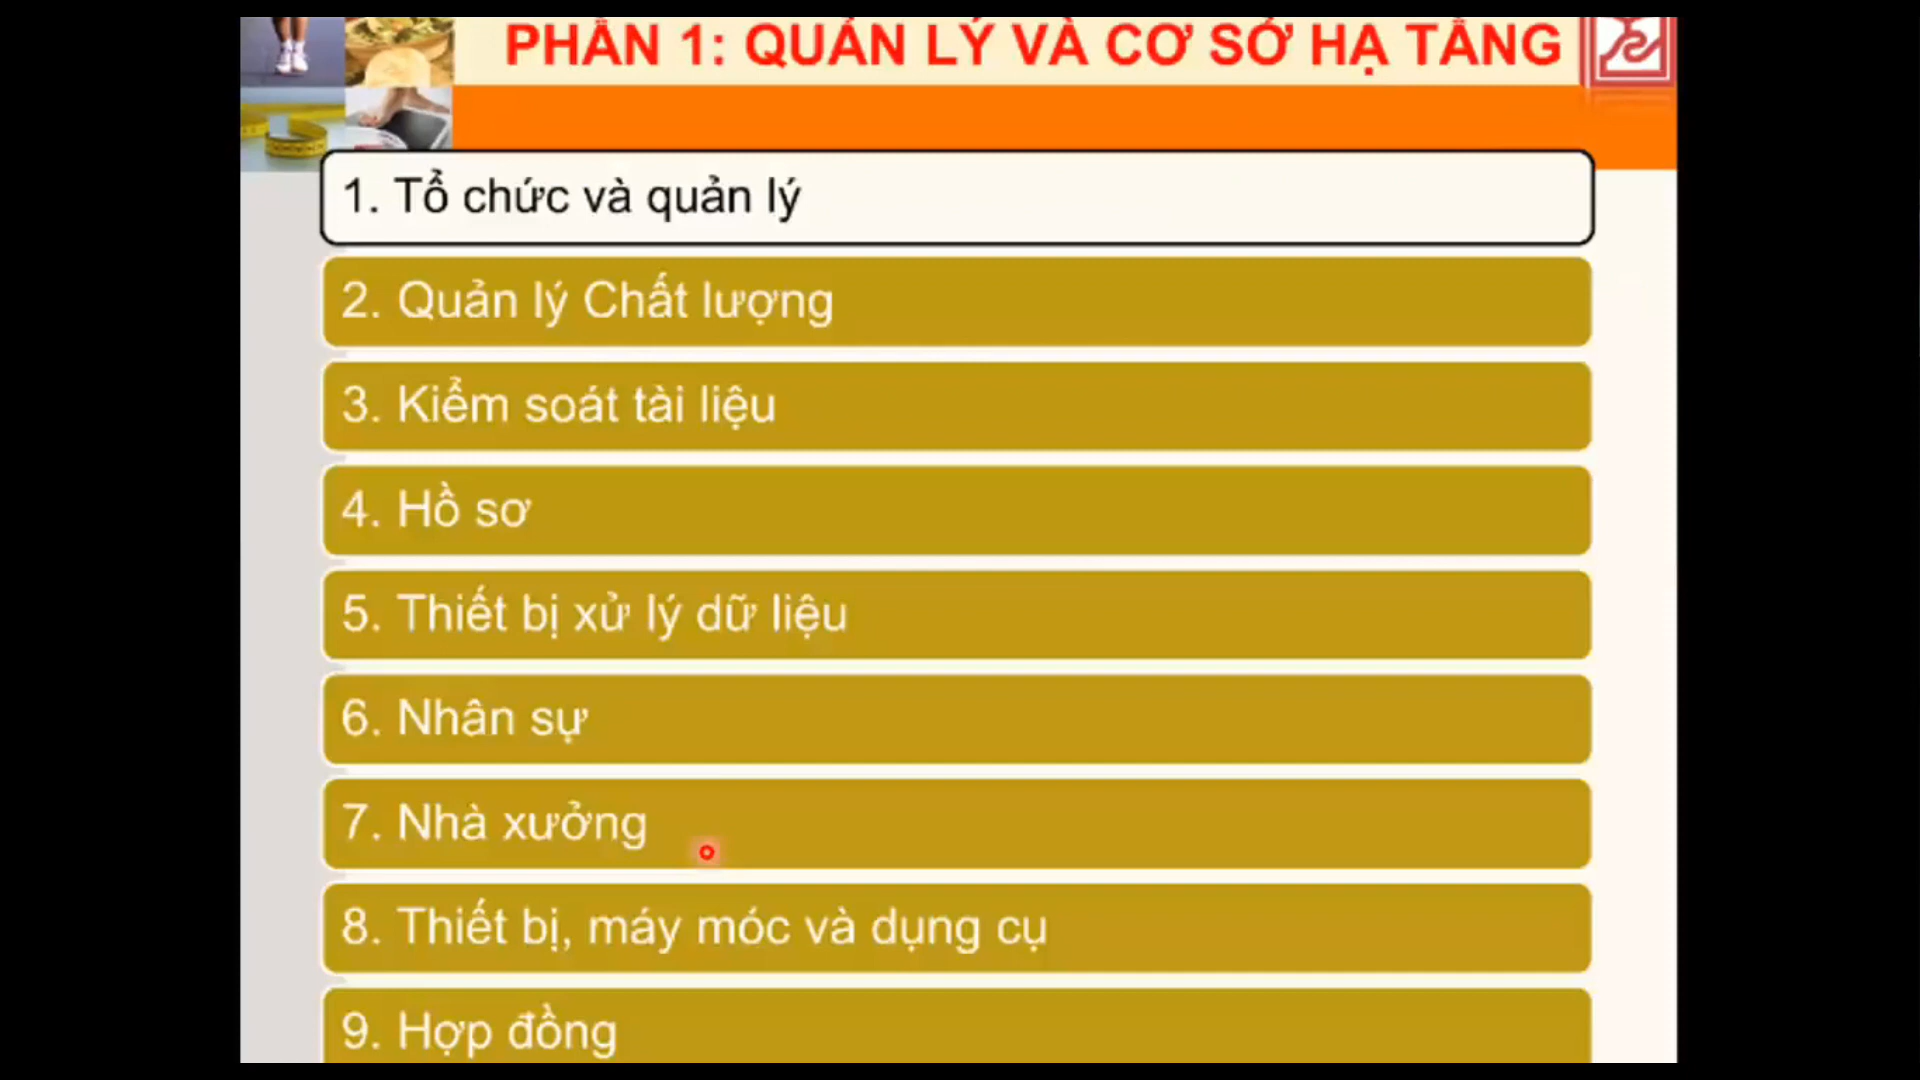 PHẦN 1: QUẢN LÝ VÀ CƠ SỞ HẠ TẦNG
1. Tổ chức và quản lý
2. Quản lý Chất lượng
3. Kiểm soát tài liệu
4. Hồ sơ
5. Thiết bị xử lý dữ liệu
6. Nhân sự
7. Nhà xưởng
8. Thiết bị, máy móc và dụng cụ
9. Hợp đồng